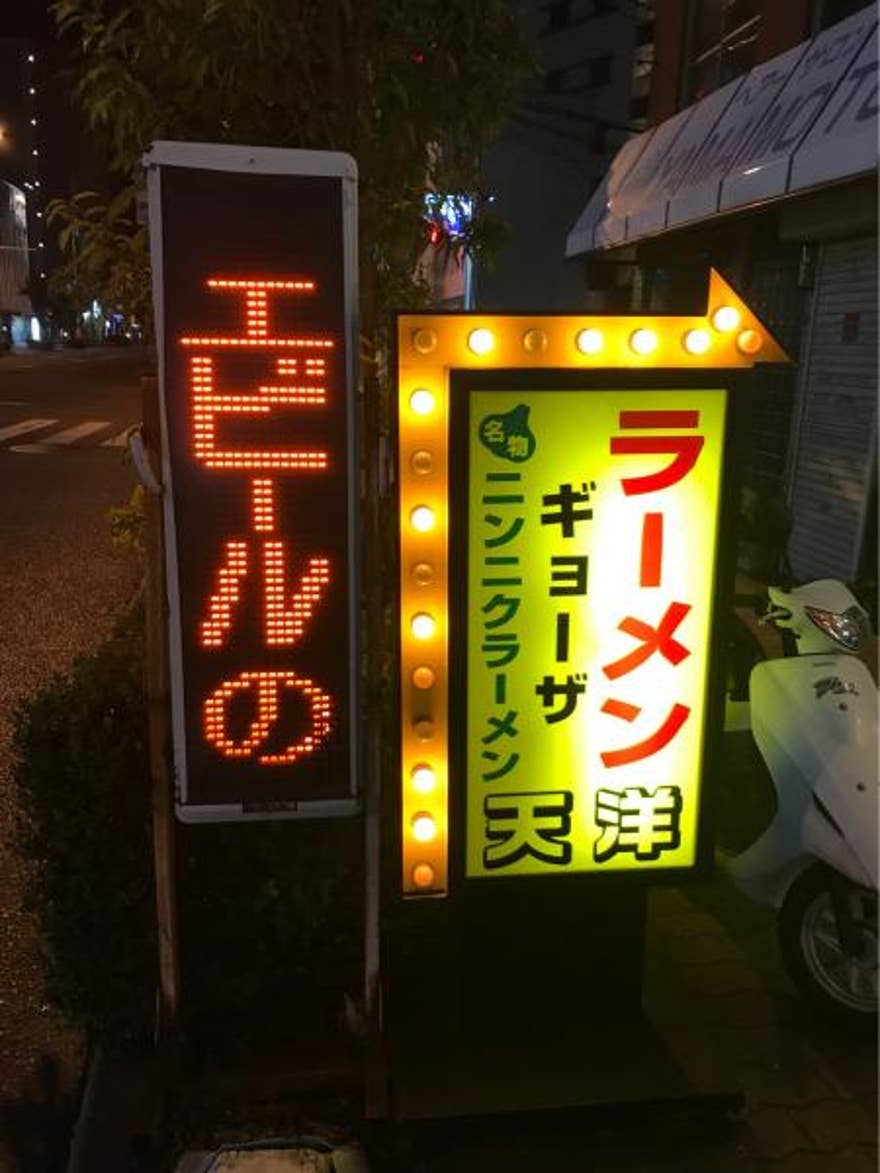 エビールの
ラーメン
ギョーザ
名物
ニンニクラーメン
天洋